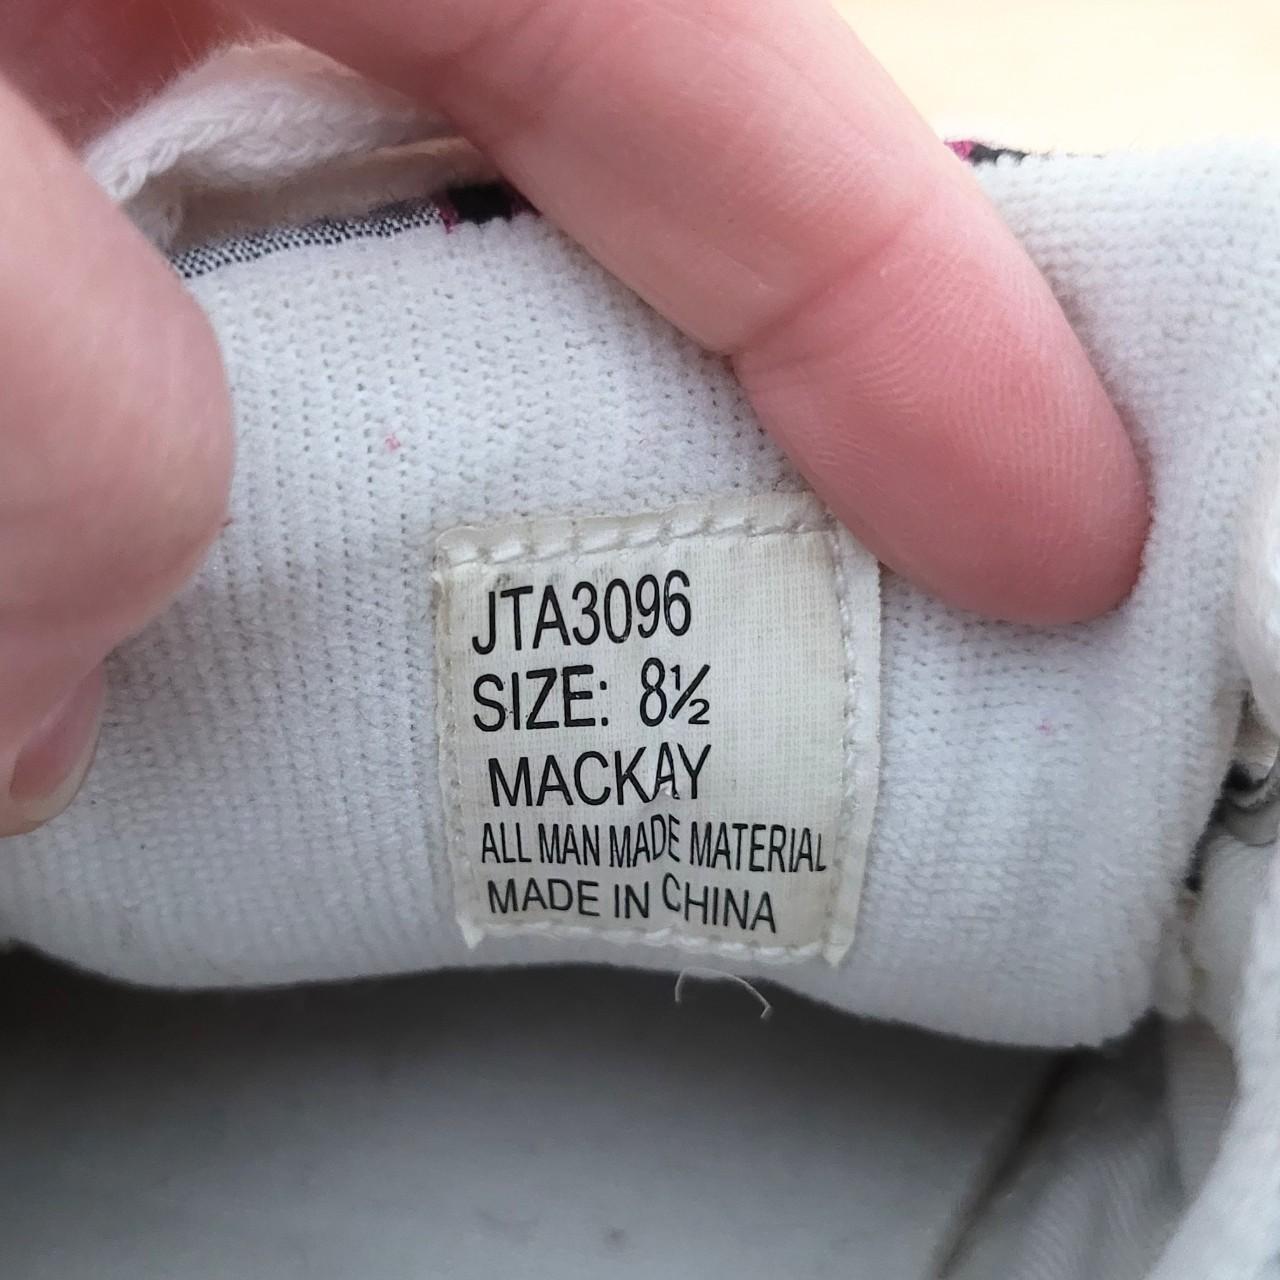 JTA3096
SIZE: 8½
MACKAY
ALL MAN MADE MATERIAL
MADE IN CHINA